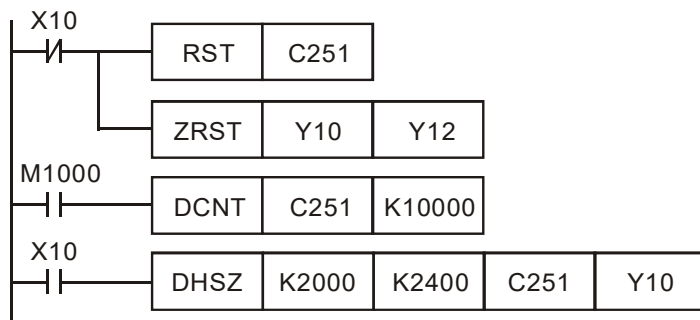 X10
RST C251
ZRST Y10 Y12
M1000
DCNT C251 K10000
X10
DHSZ K2000 K2400 C251 Y10